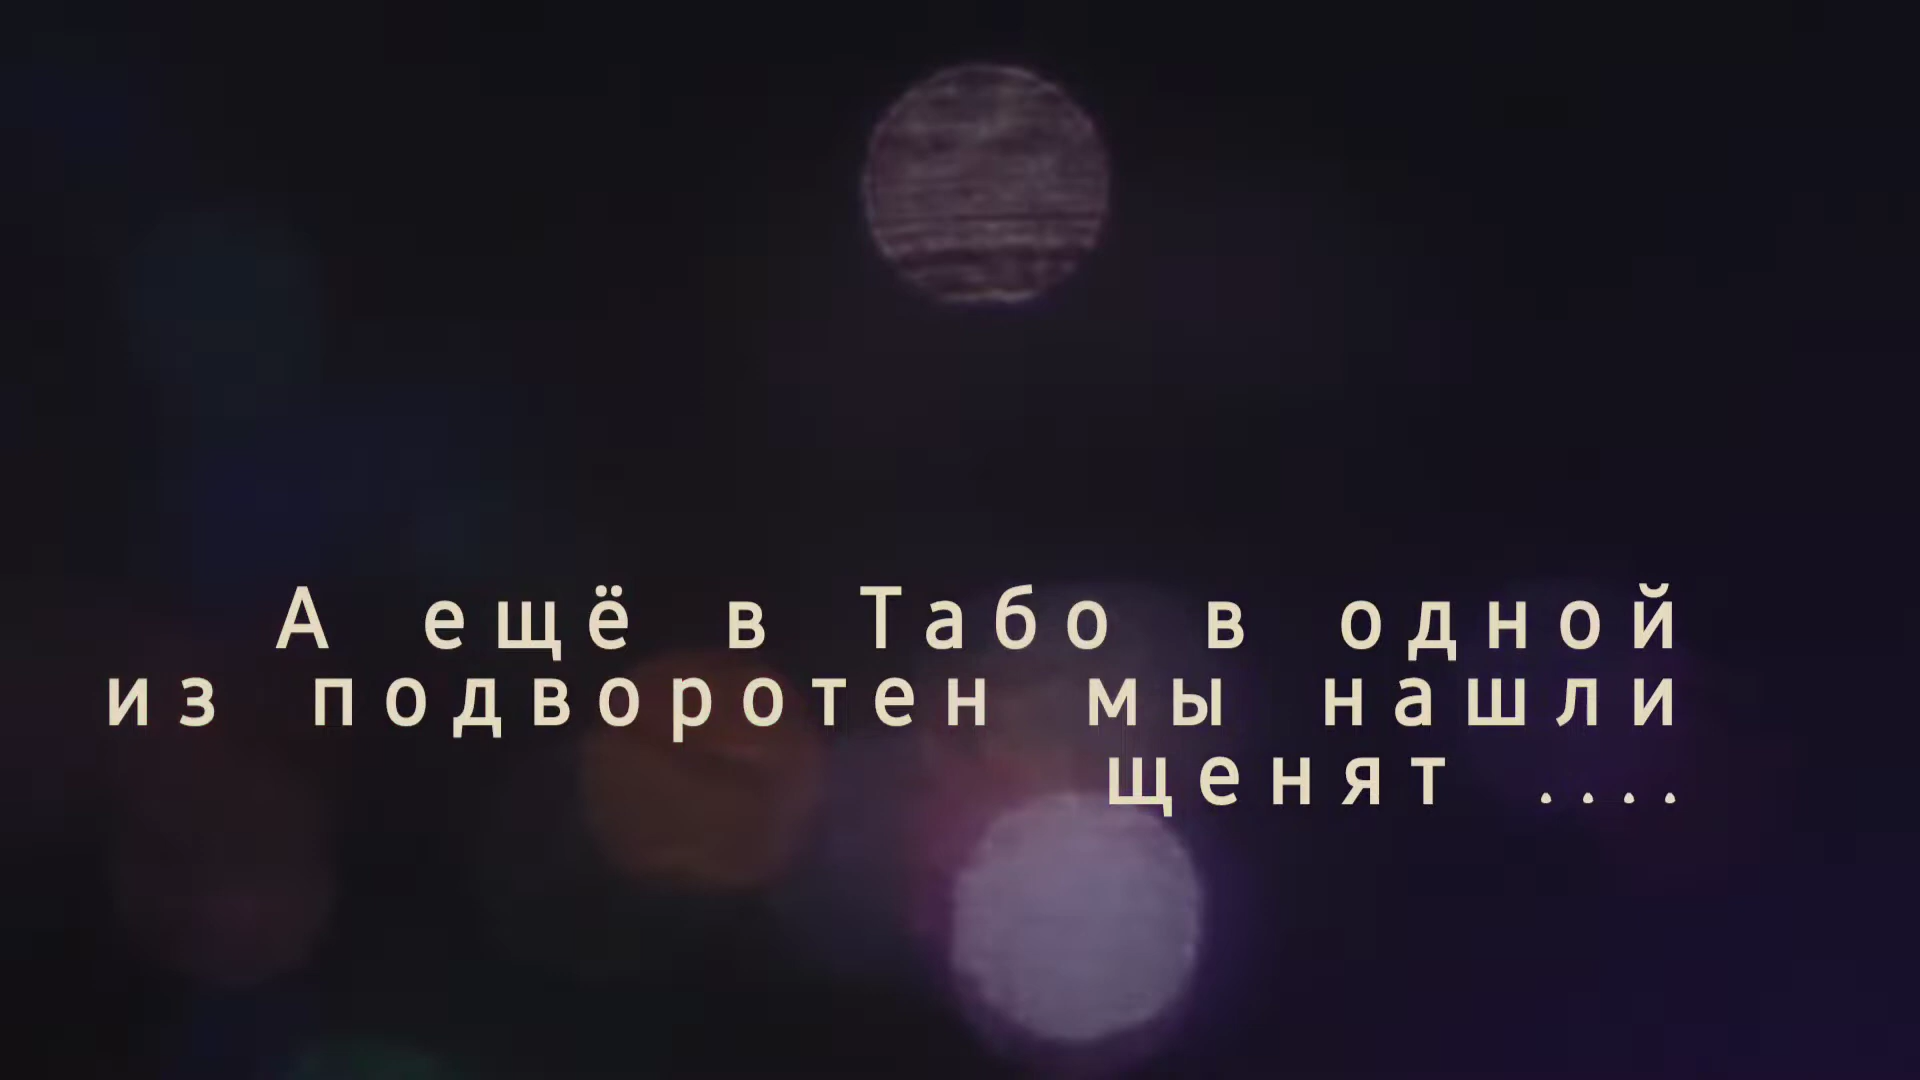 А ещё в Табо в одной
из подворотен мы нашли
щенят ....